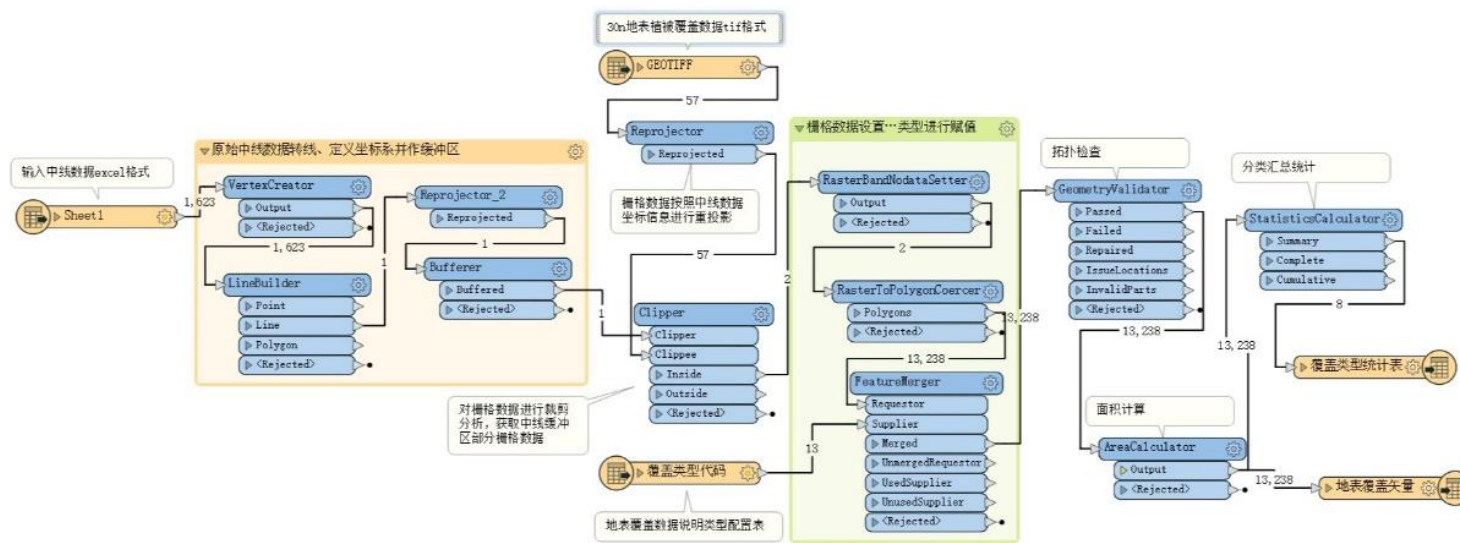 30n地表植被覆盖数据tif格式
GEOTIFF
57
Reprojector
Reprojected
栅格数据按照中线数据
坐标信息进行重投影
57
输入中线数据excel格式
Sheet1
1,623
原始中线数据转线、定义坐标系并作缓冲区
VertexCreator
Output
<Rejected>
1,623
LineBuilder
Point
Line
Polygon
<Rejected>
1
Reprojector_2
Reprojected
1
Bufferer
Buffered
<Rejected>
1
Clipper
Clipper
Clippee
Inside
Outside
<Rejected>
对栅格数据进行裁剪
分析，获取中线缓冲
区部分栅格数据
2
覆盖类型代码
13
地表覆盖数据说明类型配置表
栅格数据设置…类型进行赋值
RasterBandNodataSetter
Output
<Rejected>
2
RasterToPolygonCoercer
Polygons
<Rejected>
13,238
FeatureMerger
Requestor
Supplier
Merged
UnmergedRequestor
UsedSupplier
UnusedSupplier
<Rejected>
13,238
拓扑检查
GeometryValidator
Passed
Failed
Repaired
IssueLocations
InvalidParts
<Rejected>
13,238
面积计算
AreaCalculator
Output
<Rejected>
13,238
13,238
地表覆盖矢量
分类汇总统计
StatisticsCalculator
Summary
Complete
Cumulative
8
覆盖类型统计表